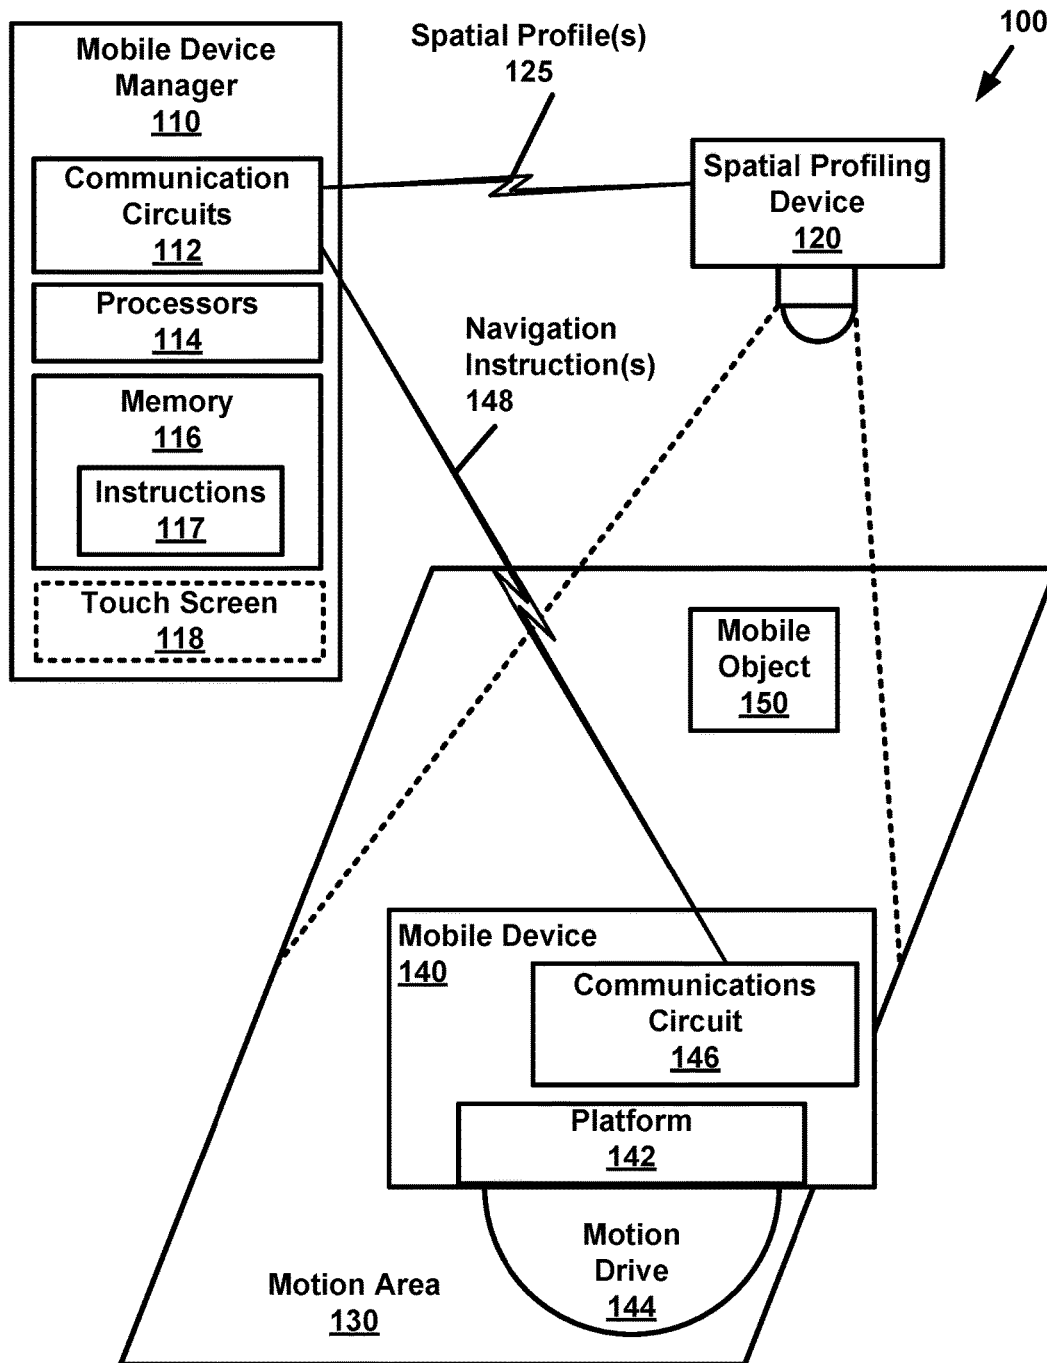 100
Mobile Device
Manager
110
Communication
Circuits
112
Processors
114
Memory
116
Instructions
117
Touch Screen
118
Spatial Profile(s)
125
Spatial Profiling
Device
120
Navigation
Instruction(s)
148
Mobile
Object
150
Mobile Device
140
Communications
Circuit
146
Platform
142
Motion
Drive
144
Motion Area
130